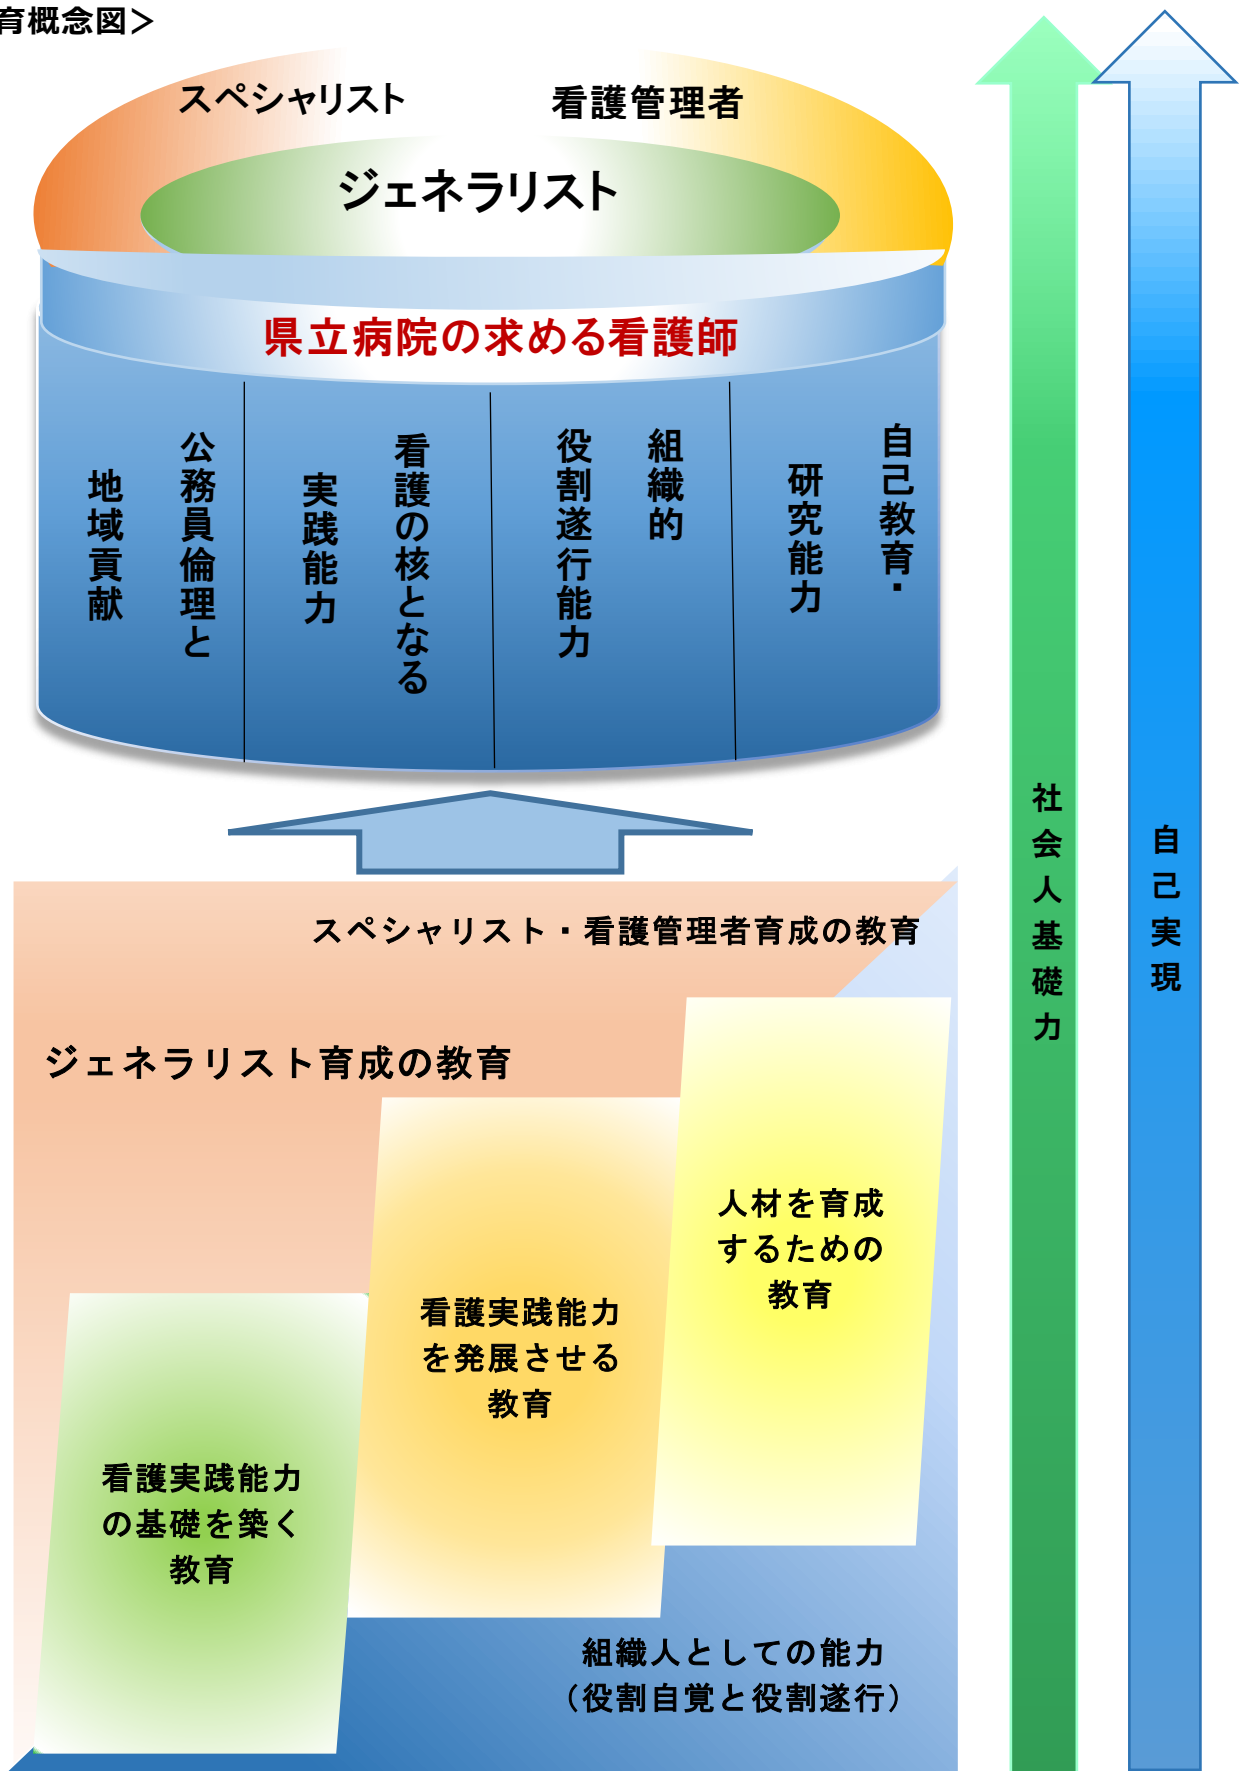 育概念図＞
スペシャリスト
看護管理者
ジェネラリスト
県立病院の求める看護師
自己教育・
研究能力
組織的
役割遂行能力
看護の核となる
実践能力
公務員倫理と
地域貢献
スペシャリスト・看護管理者育成の教育
ジェネラリスト育成の教育
人材を育成
するための
教育
看護実践能力
を発展させる
教育
看護実践能力
の基礎を築く
教育
組織人としての能力
（役割自覚と役割遂行）
社会人基礎力
自己実現